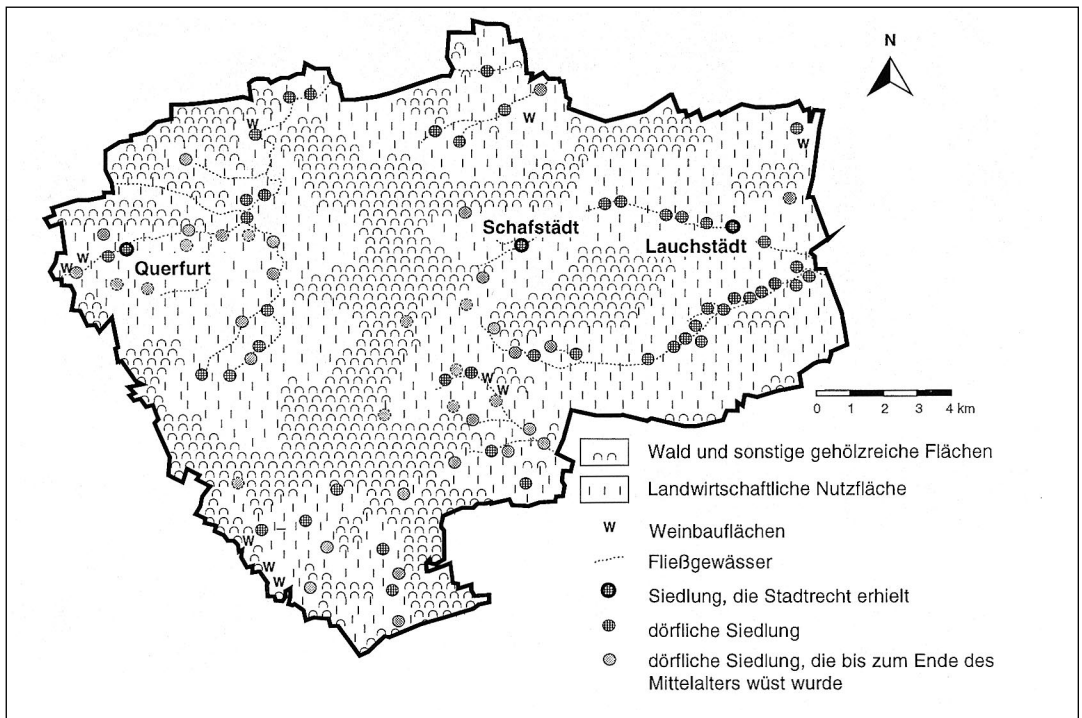 N
W
W
W
Schafstädt
Lauchstädt
W
W
Querfurt
W
W
0 1 2 3 4 km
Wald und sonstige gehölzreiche Flächen
Landwirtschaftliche Nutzfläche
W
W Weinbauflächen
W
Fließgewässer
W
Siedlung, die Stadtrecht erhielt
dörfliche Siedlung
dörfliche Siedlung, die bis zum Ende des
Mittelalters wüst wurde